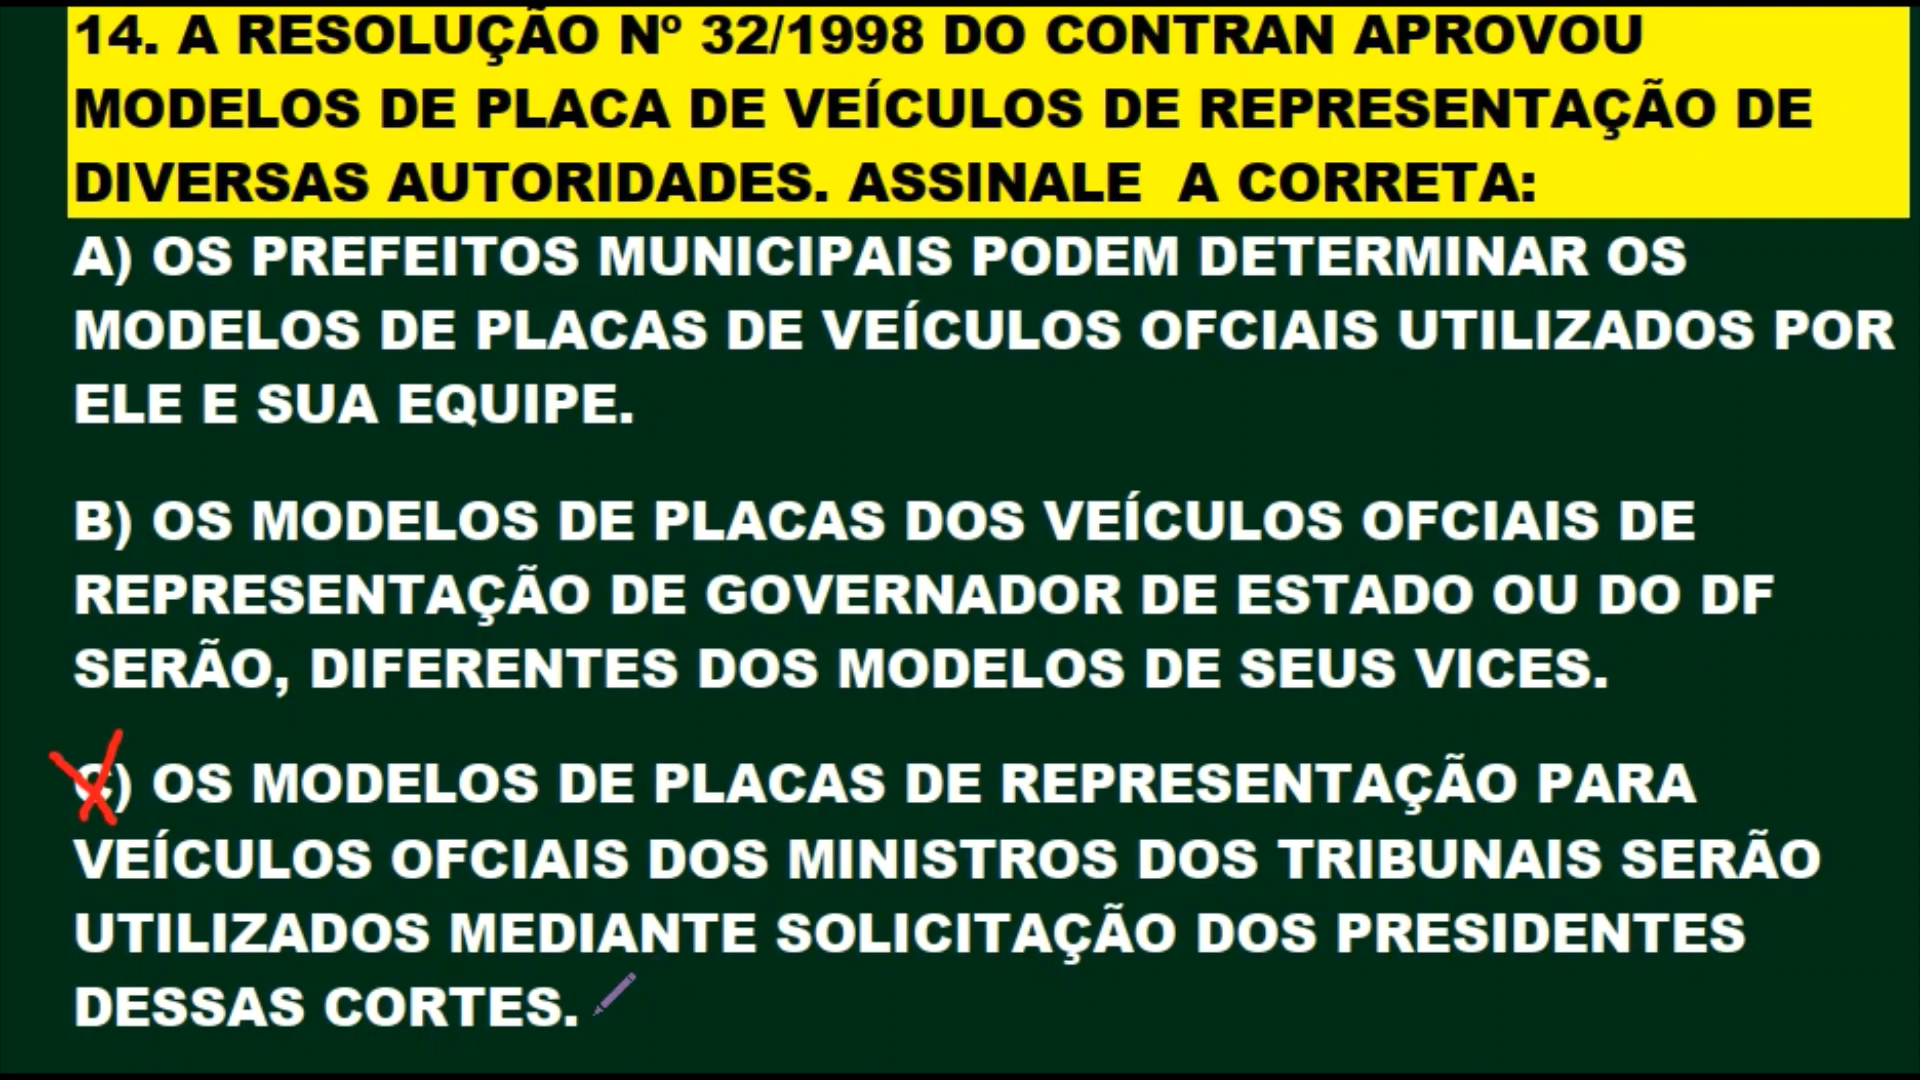 14. A RESOLUÇÃO Nº 32/1998 DO CONTRAN APROVOU
MODELOS DE PLACA DE VEÍCULOS DE REPRESENTAÇÃO DE
DIVERSAS AUTORIDADES. ASSINALE A CORRETA:
A) OS PREFEITOS MUNICIPAIS PODEM DETERMINAR OS
MODELOS DE PLACAS DE VEÍCULOS OFCIAIS UTILIZADOS POR
ELE E SUA EQUIPE.
B) OS MODELOS DE PLACAS DOS VEÍCULOS OFCIAIS DE
REPRESENTAÇÃO DE GOVERNADOR DE ESTADO OU DO DF
SERÃO, DIFERENTES DOS MODELOS DE SEUS VICES.
C) OS MODELOS DE PLACAS DE REPRESENTAÇÃO PARA
VEÍCULOS OFCIAIS DOS MINISTROS DOS TRIBUNAIS SERÃO
UTILIZADOS MEDIANTE SOLICITAÇÃO DOS PRESIDENTES
DESSAS CORTES.